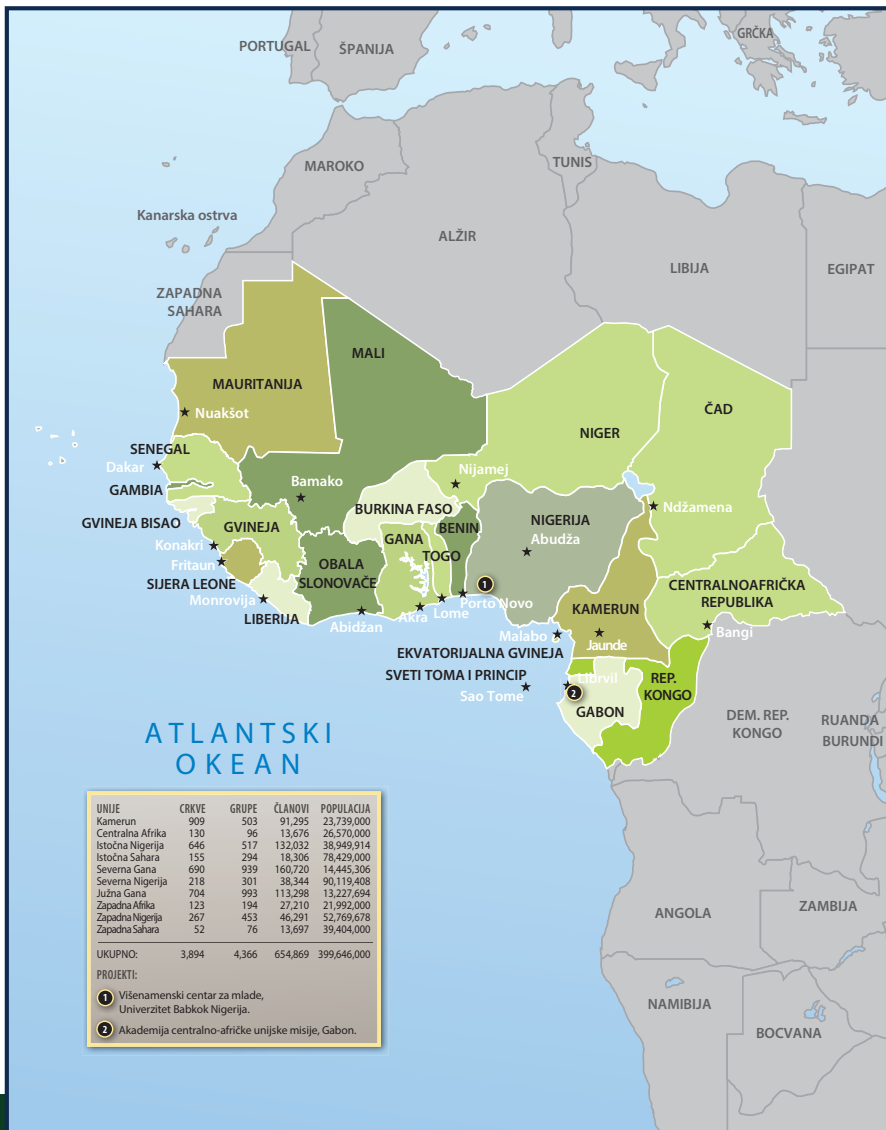 PORTUGAL
ŠPANIJA
GRČKA
MAROKO
TUNIS
Kanarska ostrva
ALŽIR
LIBIJA
EGIPAT
ZAPADNA
SAHARA
MALI
MAURITANIJA
Nuakšot
ČAD
NIGER
SENEGAL
Dakar
Nijamej
Bamako
GAMBIA
BURKINA FASO
Ndžamena
GVINEJA BISAO
GVINEJA
NIGERIJA
BENIN
Abudža
GANA
Konakri
TOGO
Fritaun
OBALA
SLONOVAČE
SIJERA LEONE
CENTRALNOAFRIČKA
REPUBLIKA
1
Monrovija
Porto Novo
Lome
KAMERUN
LIBERIJA
Akra
Abidžan
Malabo
Jaunde
Bangi
EKVATORIJALNA GVINEJA
SVETI TOMA I PRINCIP
Librvil
REP.
KONGO
Sao Tome
2
GABON
DEM. REP.
KONGO
RUANDA
BURUNDI
ATLANTSKI
OKEAN
UNIJE CRKVE GRUPE ČLANOVI POPULACIJA
Kamerun 909 503 91,295 23,739,000
Centralna Afrika 130 96 13,676 26,570,000
Istočna Nigerija 646 517 132,032 38,949,914
Istočna Sahara 155 294 18,306 78,429,000
Severna Gana 690 939 160,720 14,445,306
Severna Nigerija 218 301 38,344 90,119,408
Južna Gana 704 993 113,298 13,227,694
Zapadna Afrika 123 194 27,210 21,992,000
Zapadna Nigerija 267 453 46,291 52,769,678
Zapadna Sahara 52 76 13,697 39,404,000
UKUPNO: 3,894 4,366 654,869 399,646,000
PROJEKTI:
1 Višenamenski centar za mlade,
Univerzitet Babkok Nigerija.
2 Akademija centralno-afričke unijske misije, Gabon.
ANGOLA
ZAMBIJA
NAMIBIJA
BOCVANA